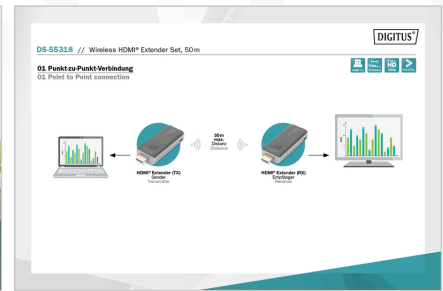 DIGITUS®
DS-55318 // Wireless HDMI® Extender Set, 50m
01 Punkt-zu-Punkt-Verbindung
01 Point to Point connection
HD
50m
max.
Distanz
Distance
HDMI® Extender (TX)
Sender
Transmitter
HDMI® Extender (RX)
Empfänger
Receiver